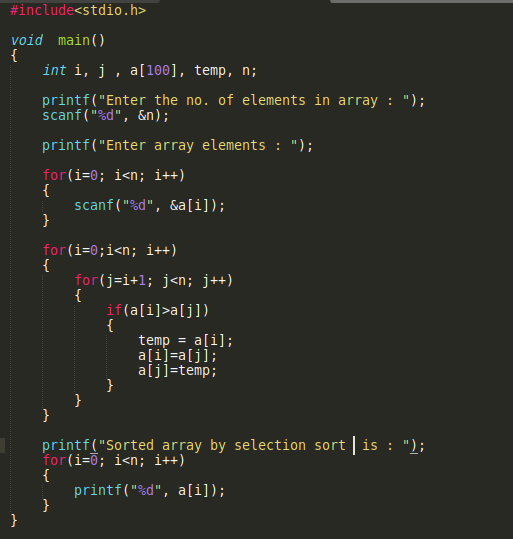 #include<stdio.h>
void  main()
{
    int i, j , a[100], temp, n;
    printf("Enter the no. of elements in array : ");
    scanf("%d", &n);
    printf("Enter array elements : ");
    for(i=0; i<n; i++)
    {
        scanf("%d", &a[i]);
    }
    for(i=0;i<n; i++)
    {
        for(j=i+1; j<n; j++)
        {
            if(a[i]>a[j])
            {
                temp = a[i];
                a[i]=a[j];
                a[j]=temp;
            }
        }
    }
    printf("Sorted array by selection sort  is : ");
    for(i=0; i<n; i++)
    {
        printf("%d", a[i]);
    }
}